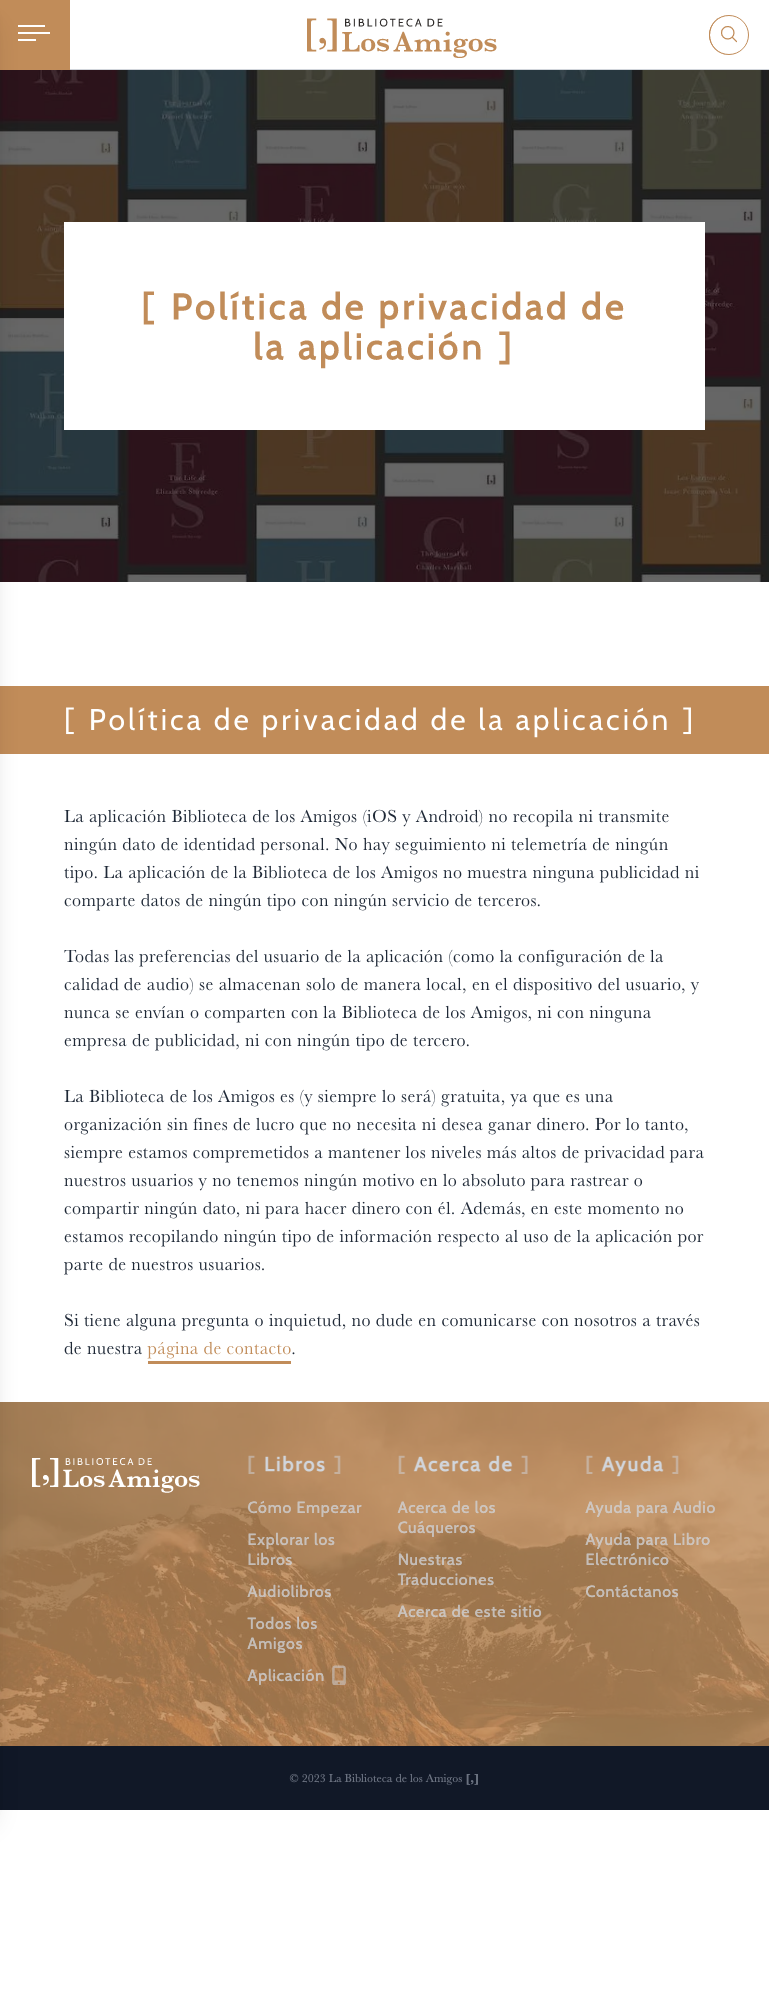 BIBLIOTECA DE
[,] Los Amigos
The Journal of
The Life of
Elizabeth Stirredge
The Journal of
Charles Marshall
[ Política de privacidad de
la aplicación ]
[ Política de privacidad de la aplicación ]
La aplicación Biblioteca de los Amigos (iOS y Android) no recopila ni transmite
ningún dato de identidad personal. No hay seguimiento ni telemetría de ningún
tipo. La aplicación de la Biblioteca de los Amigos no muestra ninguna publicidad ni
comparte datos de ningún tipo con ningún servicio de terceros.
Todas las preferencias del usuario de la aplicación (como la configuración de la
calidad de audio) se almacenan solo de manera local, en el dispositivo del usuario, y
nunca se envían o comparten con la Biblioteca de los Amigos, ni con ninguna
empresa de publicidad, ni con ningún tipo de tercero.
La Biblioteca de los Amigos es (y siempre lo será) gratuita, ya que es una
organización sin fines de lucro que no necesita ni desea ganar dinero. Por lo tanto,
siempre estamos compremetidos a mantener los niveles más altos de privacidad para
nuestros usuarios y no tenemos ningún motivo en lo absoluto para rastrear o
compartir ningún dato, ni para hacer dinero con él. Además, en este momento no
estamos recopilando ningún tipo de información respecto al uso de la aplicación por
parte de nuestros usuarios.
Si tiene alguna pregunta o inquietud, no dude en comunicarse con nosotros a través
de nuestra página de contacto.
BIBLIOTECA DE
[,] Los Amigos
[ Libros ]
Cómo Empezar
Explorar los
Libros
Audiolibros
Todos los
Amigos
Aplicación
[ Acerca de ]
Acerca de los
Cuáqueros
Nuestras
Traducciones
Acerca de este sitio
[ Ayuda ]
Ayuda para Audio
Ayuda para Libro
Electrónico
Contáctanos
© 2023 La Biblioteca de los Amigos [,]